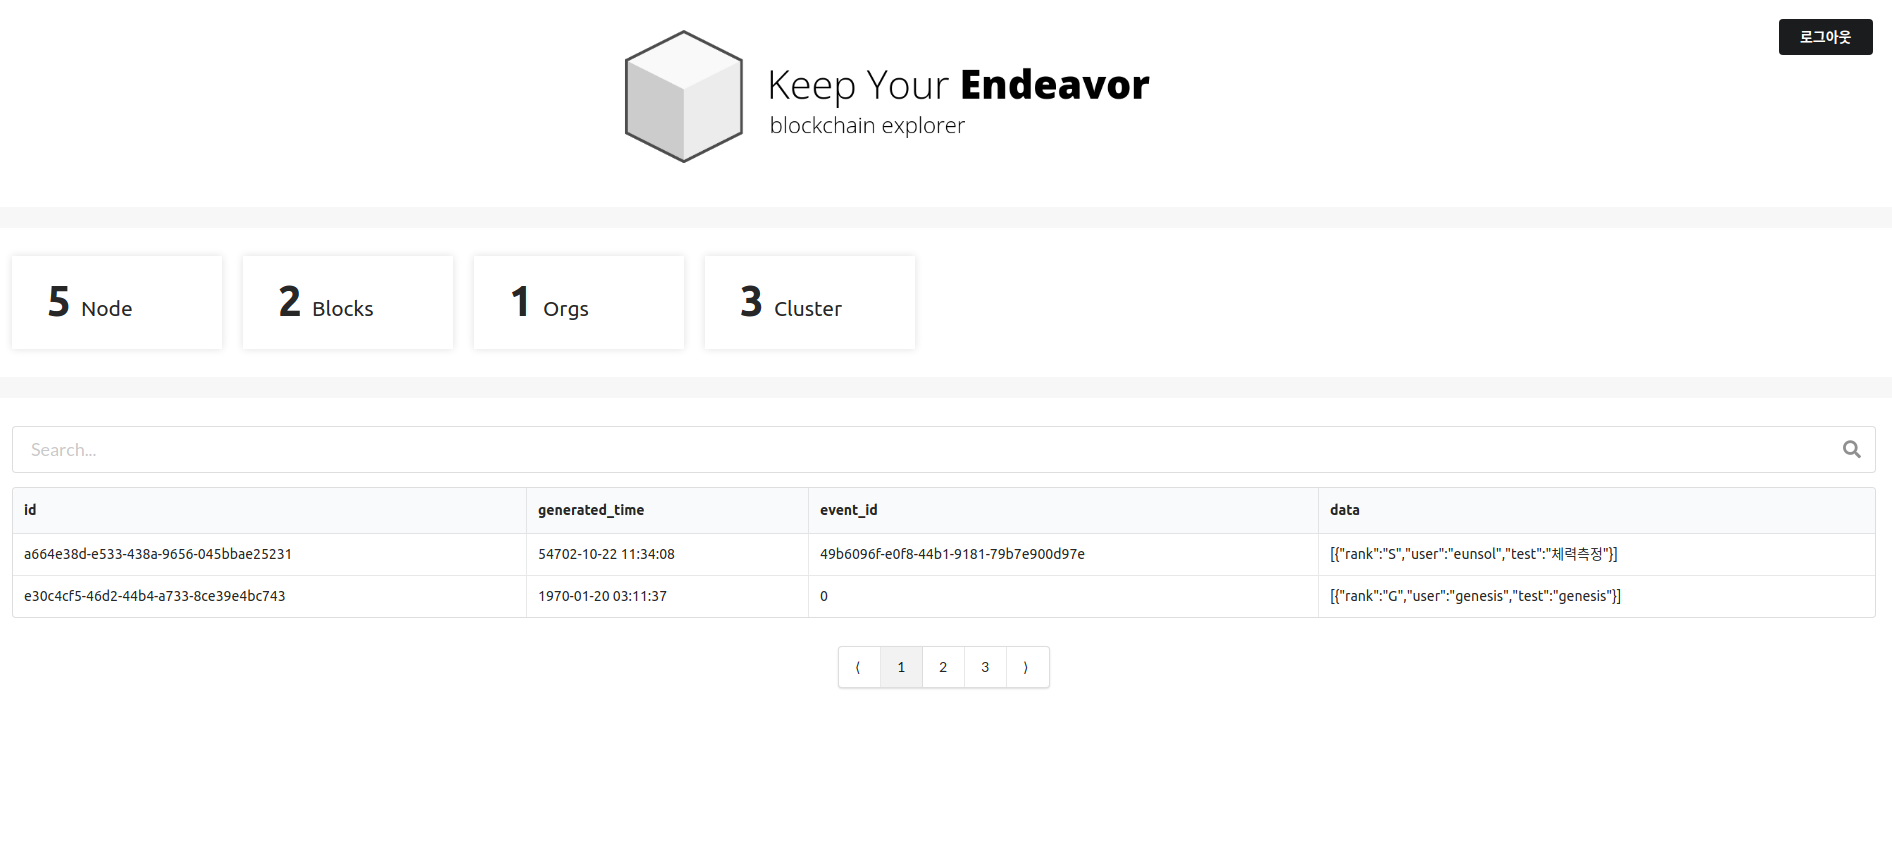 로그아웃
Keep Your Endeavor
blockchain explorer
5 Node
2 Blocks
1 Orgs
3 Cluster
Search...
id generated_time event_id data
a664e38d-e533-438a-9656-045bbae25231 54702-10-22 11:34:08 49b6096f-e0f8-44b1-9181-79b7e900d97e [{"rank":"S","user":"eunsol","test":"체력측정"}]
e30c4cf5-46d2-44b4-a733-8ce39e4bc743 1970-01-20 03:11:37 0 [{"rank":"G","user":"genesis","test":"genesis"}]
⟨ 1 2 3 ⟩